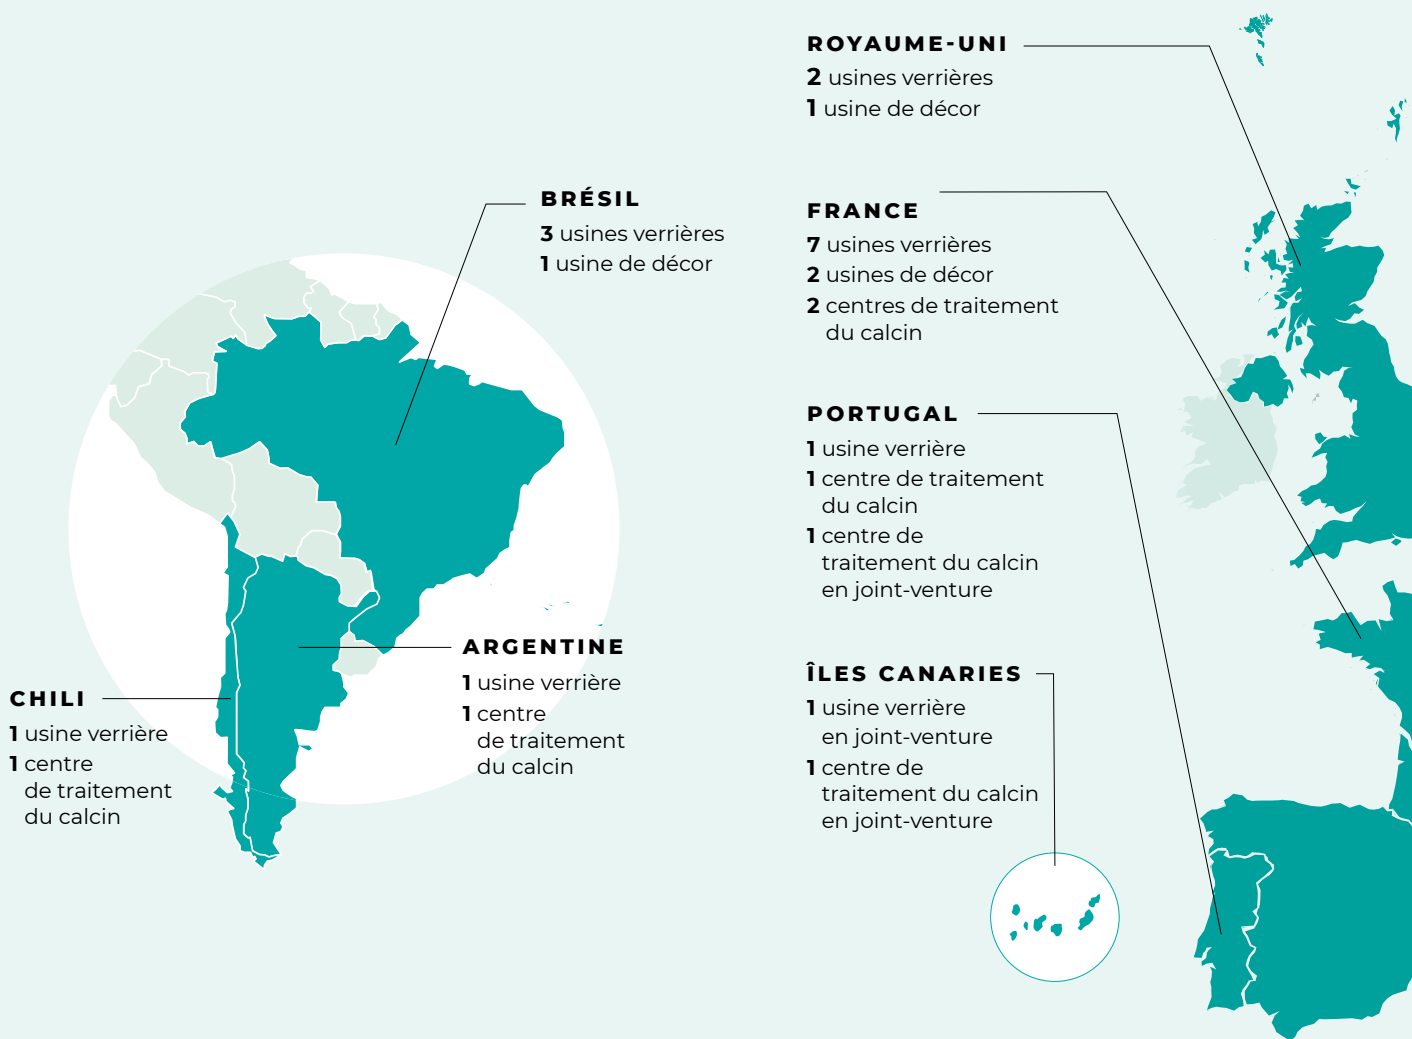 ROYAUME-UNI
2 usines verrières
1 usine de décor
BRÉSIL
3 usines verrières
1 usine de décor
FRANCE
7 usines verrières
2 usines de décor
2 centres de traitement
du calcin
PORTUGAL
1 usine verrière
1 centre de traitement
du calcin
1 centre de
traitement du calcin
en joint-venture
ARGENTINE
1 usine verrière
1 centre
de traitement
du calcin
CHILI
1 usine verrière
1 centre
de traitement
du calcin
ÎLES CANARIES
1 usine verrière
en joint-venture
1 centre de
traitement du calcin
en joint-venture